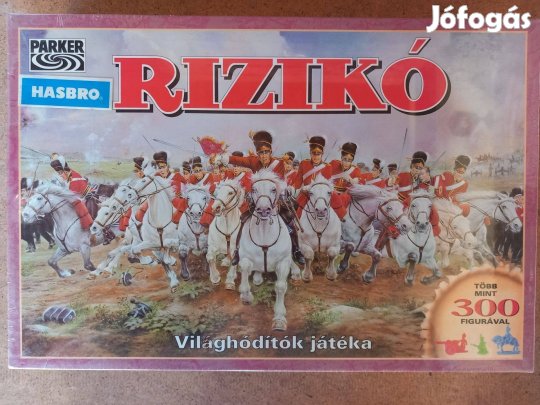 Jófogás
PARKER
HASBRO
RIZIKÓ
TÖBB
MINT
300
FIGURÁVAL
Világhódítók játéka